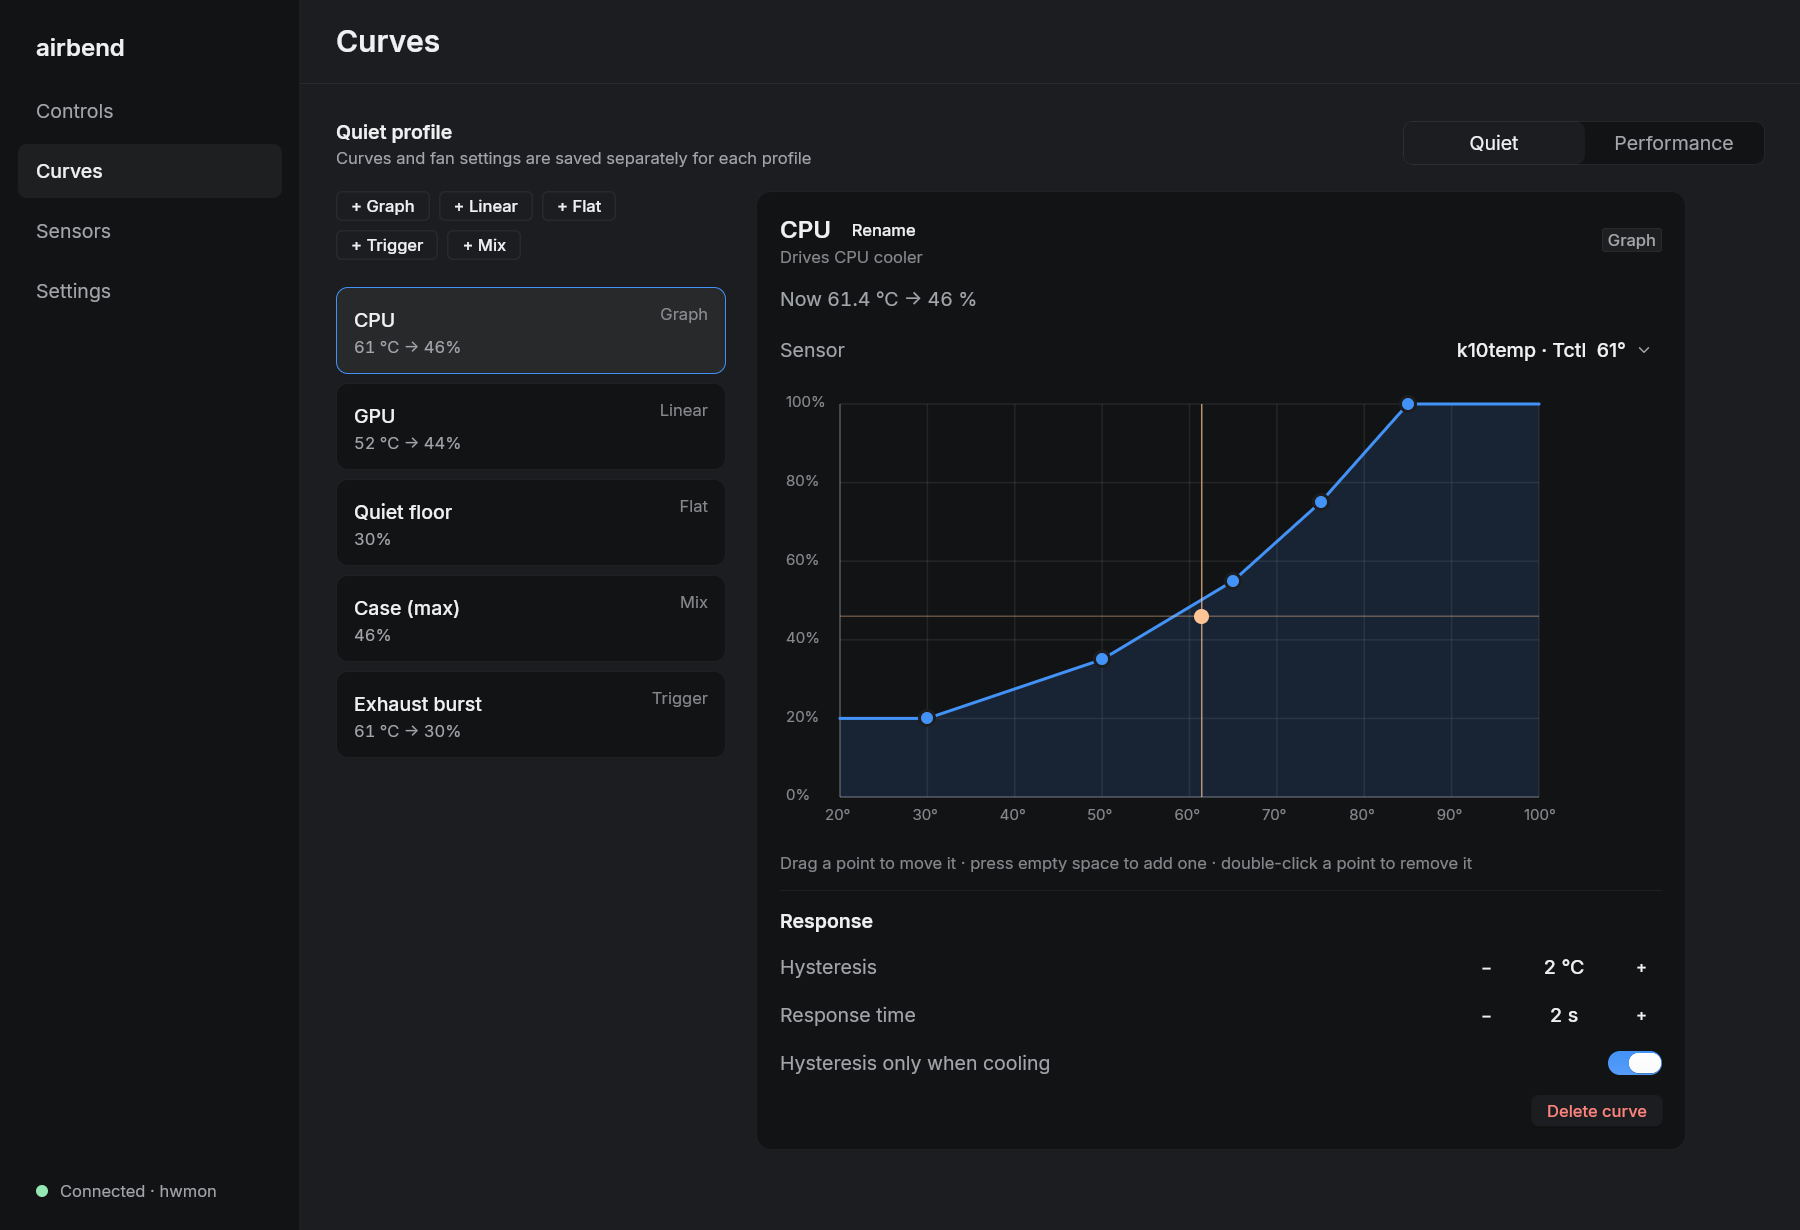 airbend
Controls
Curves
Sensors
Settings
Connected · hwmon
Curves
Quiet profile
Curves and fan settings are saved separately for each profile
Quiet
Performance
+ Graph
+ Linear
+ Flat
+ Trigger
+ Mix
CPU
Graph
61 °C → 46%
GPU
Linear
52 °C → 44%
Quiet floor
Flat
30%
Case (max)
Mix
46%
Exhaust burst
Trigger
61 °C → 30%
CPU Rename
Drives CPU cooler
Graph
Now 61.4 °C → 46 %
Sensor
k10temp · Tctl 61°
100%
80%
60%
40%
20%
0%
20° 30° 40° 50° 60° 70° 80° 90° 100°
Drag a point to move it · press empty space to add one · double-click a point to remove it
Response
Hysteresis
– 2 °C +
Response time
– 2 s +
Hysteresis only when cooling
Delete curve